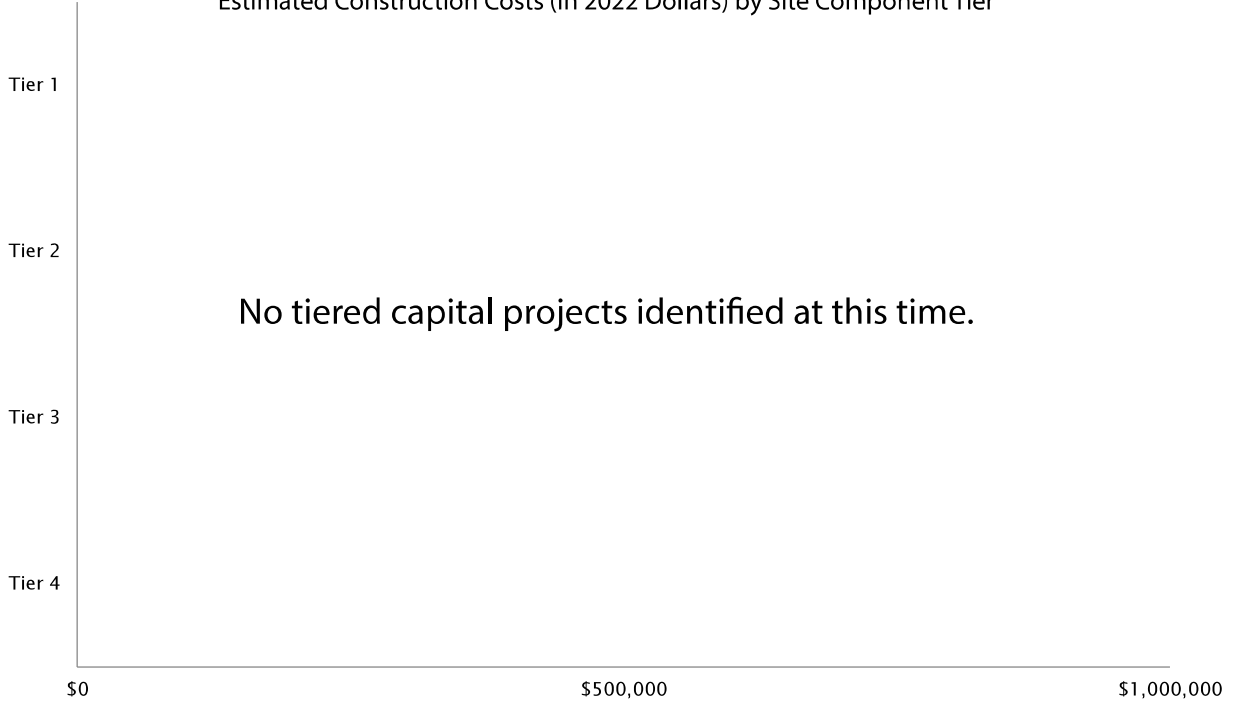 Estimated Construction Costs (in 2022 Dollars) by Site Component Tier
Tier 1
Tier 2
No tiered capital projects identified at this time.
Tier 3
Tier 4
$0 $500,000 $1,000,000